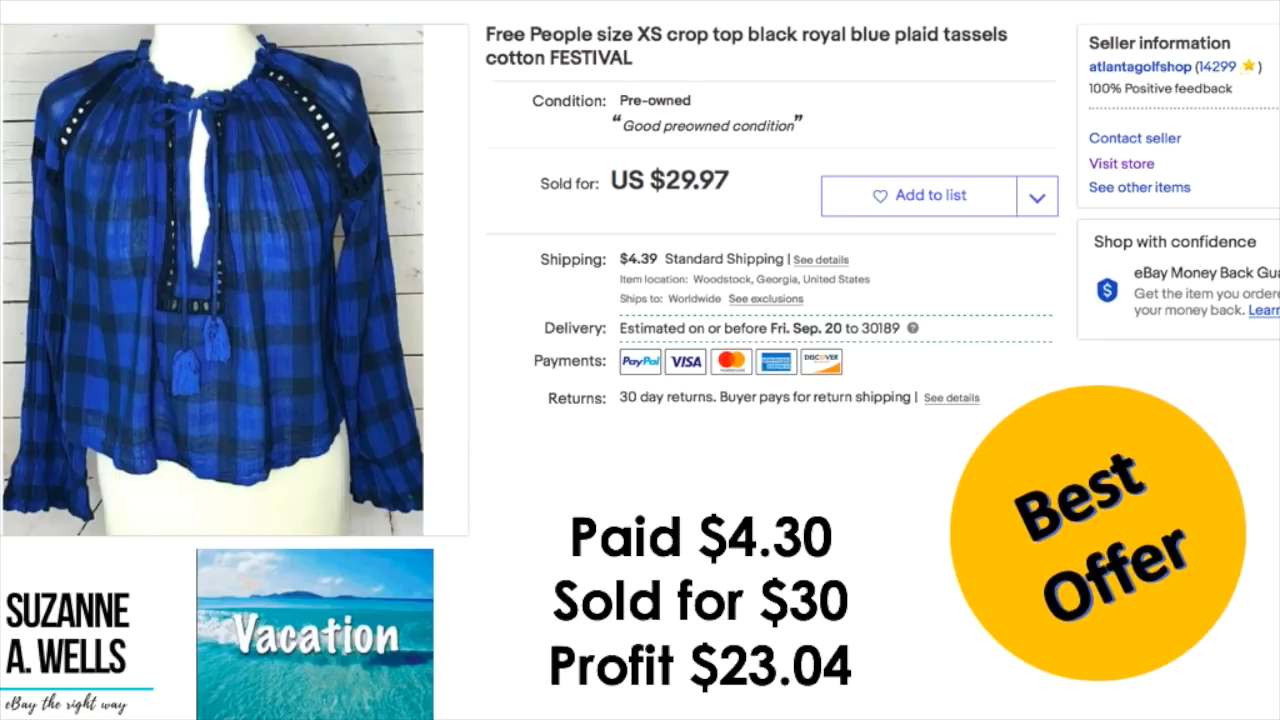 Free People size XS crop top black royal blue plaid tassels
cotton FESTIVAL
Condition: Pre-owned
“Good preowned condition”
Sold for: US $29.97
Add to list
Shipping: $4.39 Standard Shipping | See details
Item location: Woodstock, Georgia, United States
Ships to: Worldwide See exclusions
Delivery: Estimated on or before Fri. Sep. 20 to 30189
Payments: PayPal VISA mastercard DISCOVER
Returns: 30 day returns. Buyer pays for return shipping | See details
Seller information
atlantagolfshop (14299)
100% Positive feedback
Contact seller
Visit store
See other items
Shop with confidence
eBay Money Back Gua
Get the item you ordere
your money back. Learn
Best
Offer
Paid $4.30
Sold for $30
Profit $23.04
SUZANNE
A. WELLS
eBay the right way
Vacation